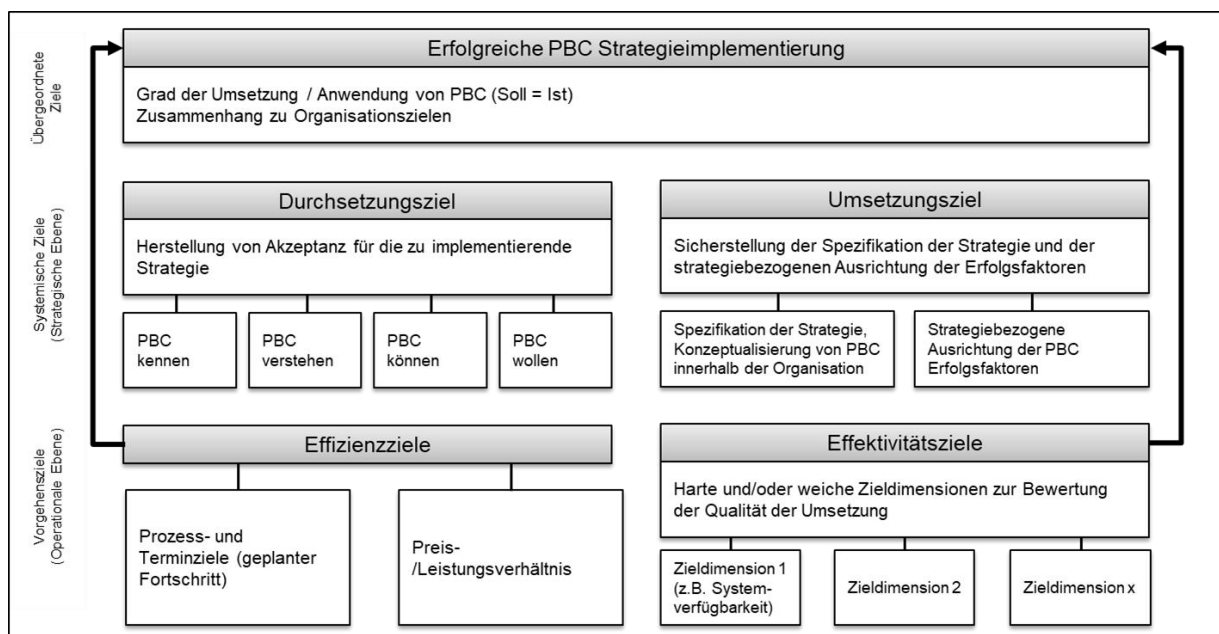 Übergeordnete
Ziele
Erfolgreiche PBC Strategieimplementierung
Grad der Umsetzung / Anwendung von PBC (Soll = Ist)
Zusammenhang zu Organisationszielen
Systemische Ziele
(Strategische Ebene)
Durchsetzungsziel
Herstellung von Akzeptanz für die zu implementierende
Strategie
PBC
kennen
PBC
verstehen
PBC
können
PBC
wollen
Umsetzungsziel
Sicherstellung der Spezifikation der Strategie und der
strategiebezogenen Ausrichtung der Erfolgsfaktoren
Spezifikation der Strategie,
Konzeptualisierung von PBC
innerhalb der Organisation
Strategiebezogene
Ausrichtung der PBC
Erfolgsfaktoren
Vorgehensziele
(Operationale Ebene)
Effizienzziele
Prozess- und
Terminziele (geplanter
Fortschritt)
Preis-
/Leistungsverhältnis
Effektivitätsziele
Harte und/oder weiche Zieldimensionen zur Bewertung
der Qualität der Umsetzung
Zieldimension 1
(z.B. System-
verfügbarkeit)
Zieldimension 2
Zieldimension x